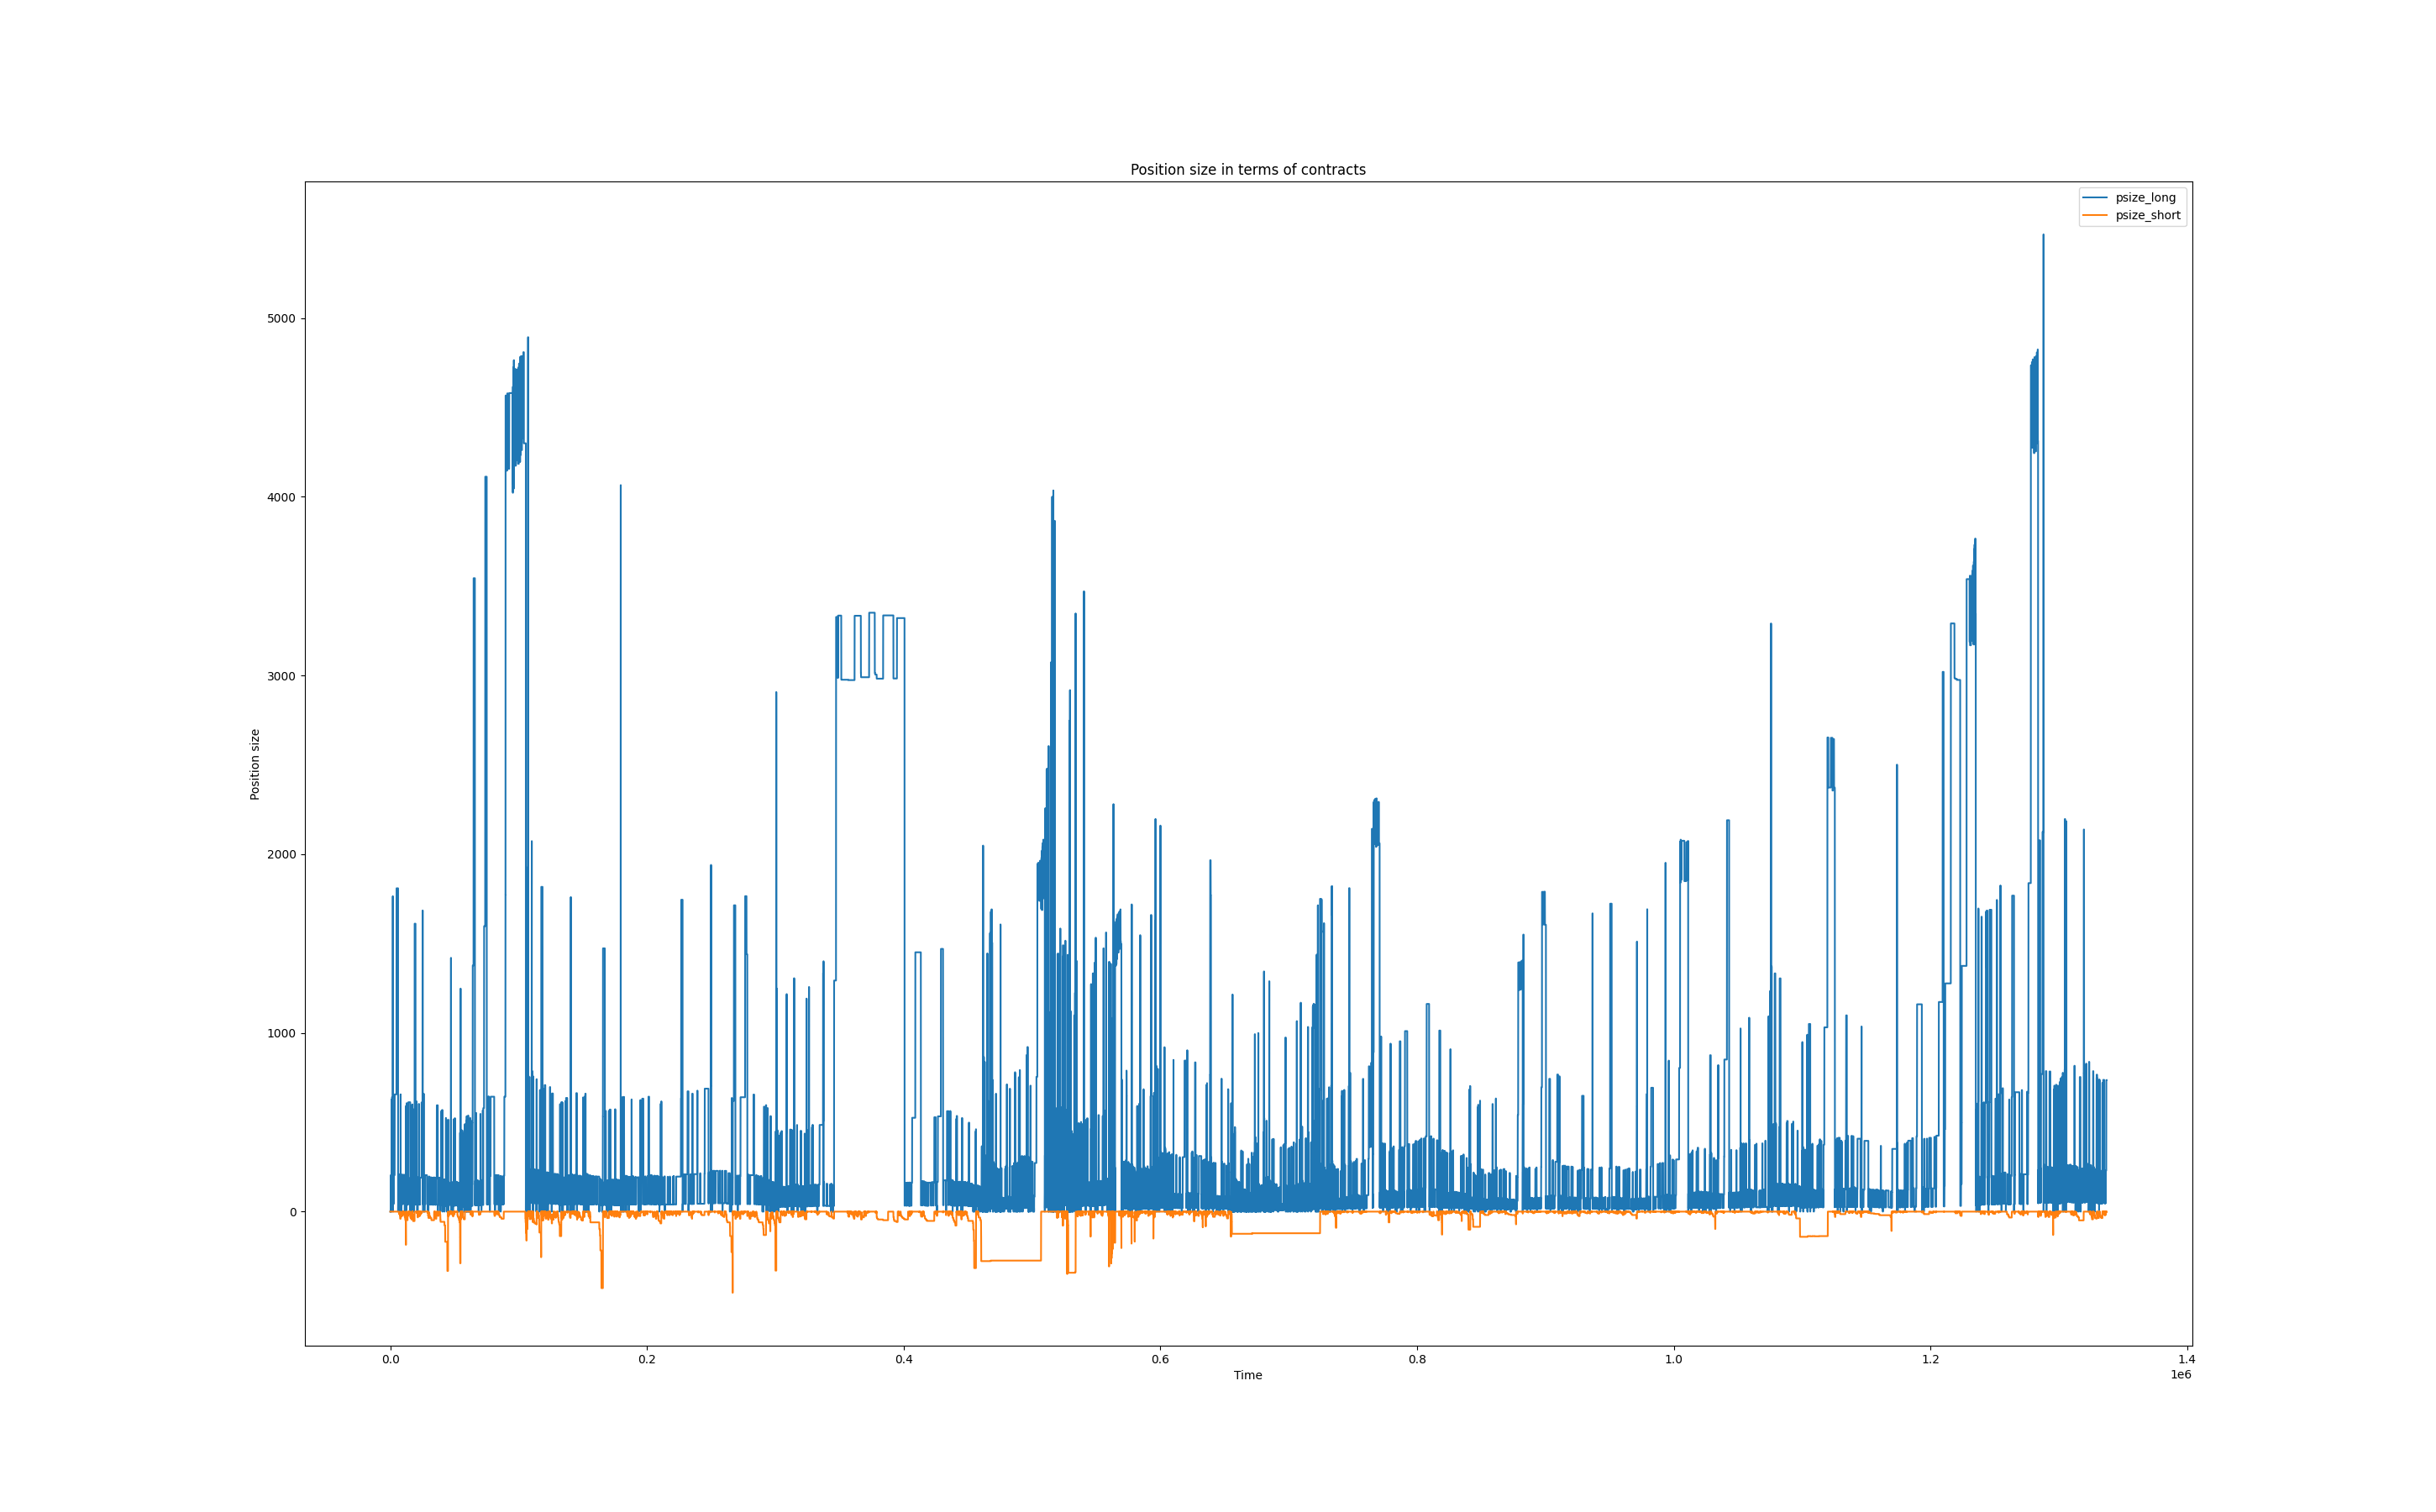 Position size in terms of contracts
psize_long
psize_short
Position size
5000
4000
3000
2000
1000
0
0.0 0.2 0.4 0.6 0.8 1.0 1.2 1.4
1e6
Time